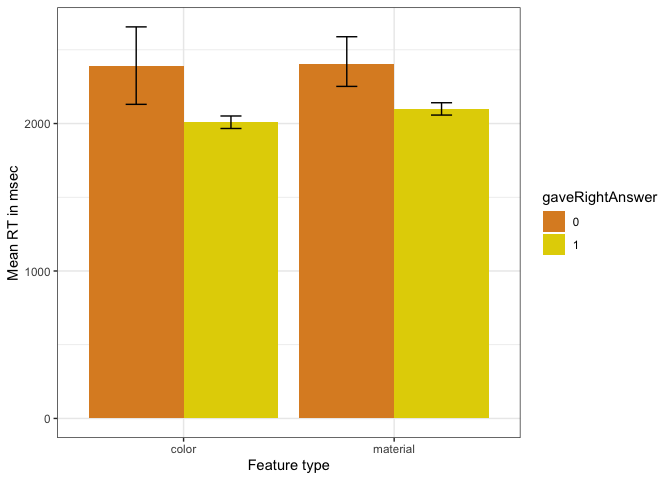 Mean RT in msec
2000
1000
0
color
material
Feature type
gaveRightAnswer
0
1